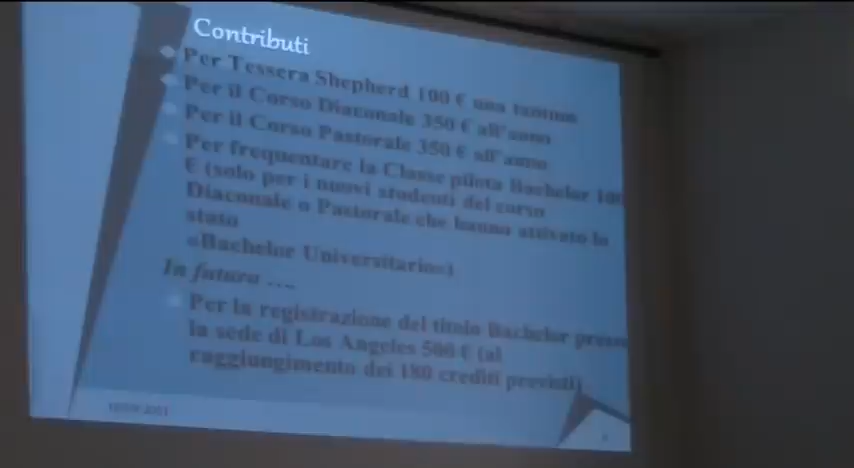 Contributi
Per Tessera Shepherd 100 € una tantum
Per il Corso Diaconale 350 € all'anno
Per il Corso Pastorale 350 € all'anno
Per frequentare la Classe pilota Bachelor 100
€ (solo per i nuovi studenti del corso
Diaconale o Pastorale che hanno attivato lo
stato
«Bachelor Universitario»)
In futuro ….
Per la registrazione del titolo Bachelor presso
la sede di Los Angeles 500 € (al
raggiungimento dei 180 crediti previsti)